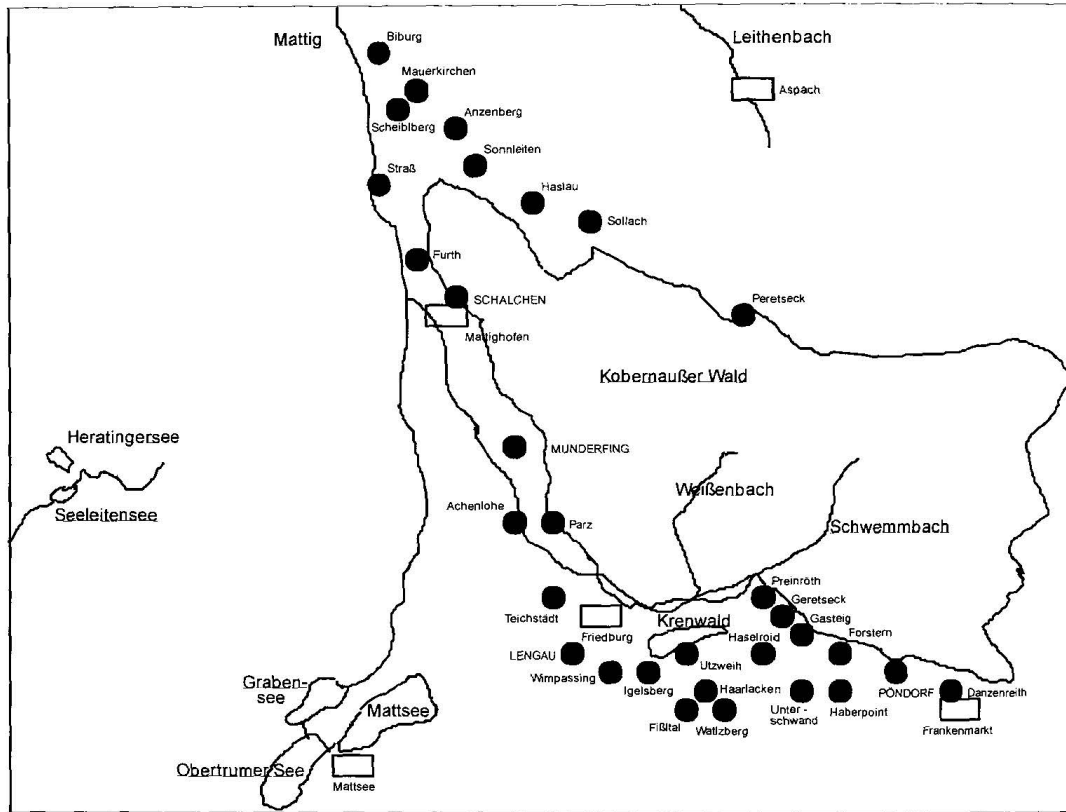 Mattig
Biburg
Leithenbach
Mauerkirchen
Aspach
Scheiblberg
Anzenberg
Sonnleiten
Straß
Haslau
Sollach
Furth
SCHALCHEN
Peretseck
Mattighofen
Kobernaußer Wald
Heratingersee
MUNDERFING
Weißenbach
Achenlohe
Parz
Seeleitensee
Schwemmbach
Preinröth
Geretseck
Teichstädt
Friedburg
Krenwald
Gasteig
Haselroid
Forstern
LENGAU
Utzweih
Wimpassing
Igelsberg
Graben-
see
Mattsee
Haarlacken
Unter-
schwand
Haberpoint
PÖNDORF
Danzenreith
Fißltal
Watlzberg
Frankenmarkt
Obertrumer See
Mattsee